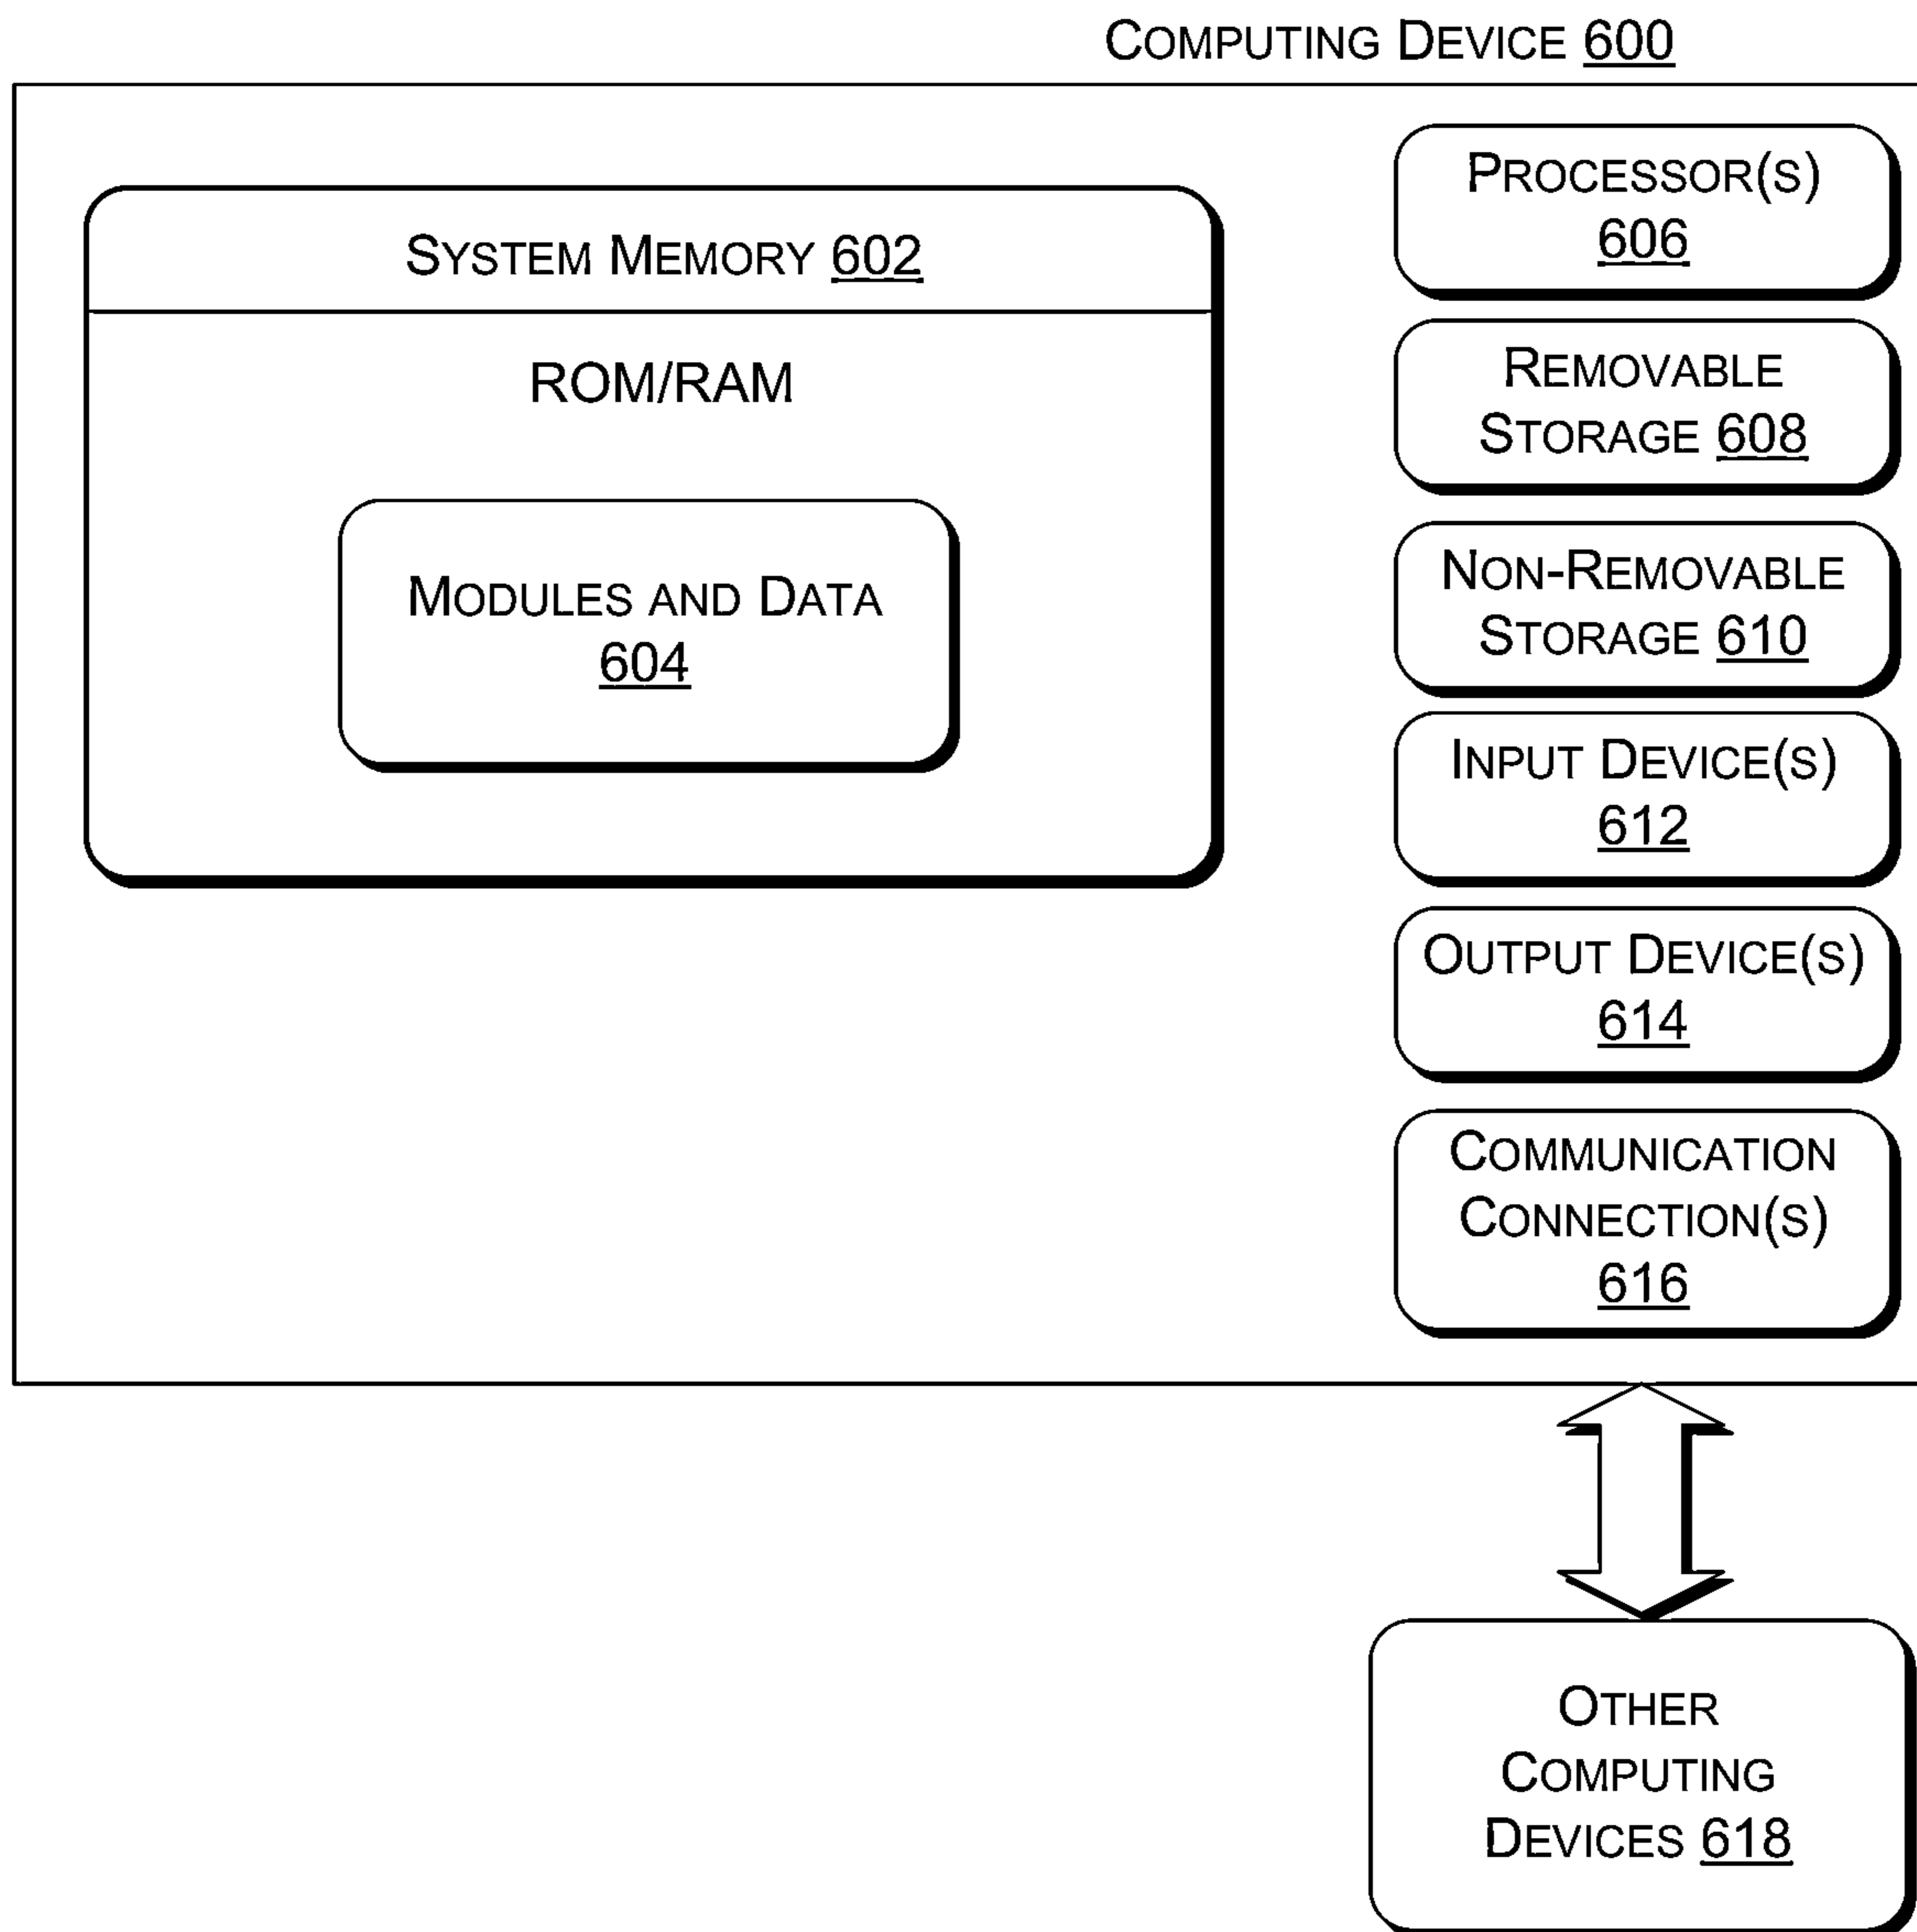 COMPUTING DEVICE 600
SYSTEM MEMORY 602
ROM/RAM
MODULES AND DATA
604
PROCESSOR(S)
606
REMOVABLE
STORAGE 608
NON-REMOVABLE
STORAGE 610
INPUT DEVICE(S)
612
OUTPUT DEVICE(S)
614
COMMUNICATION
CONNECTION(S)
616
OTHER
COMPUTING
DEVICES 618